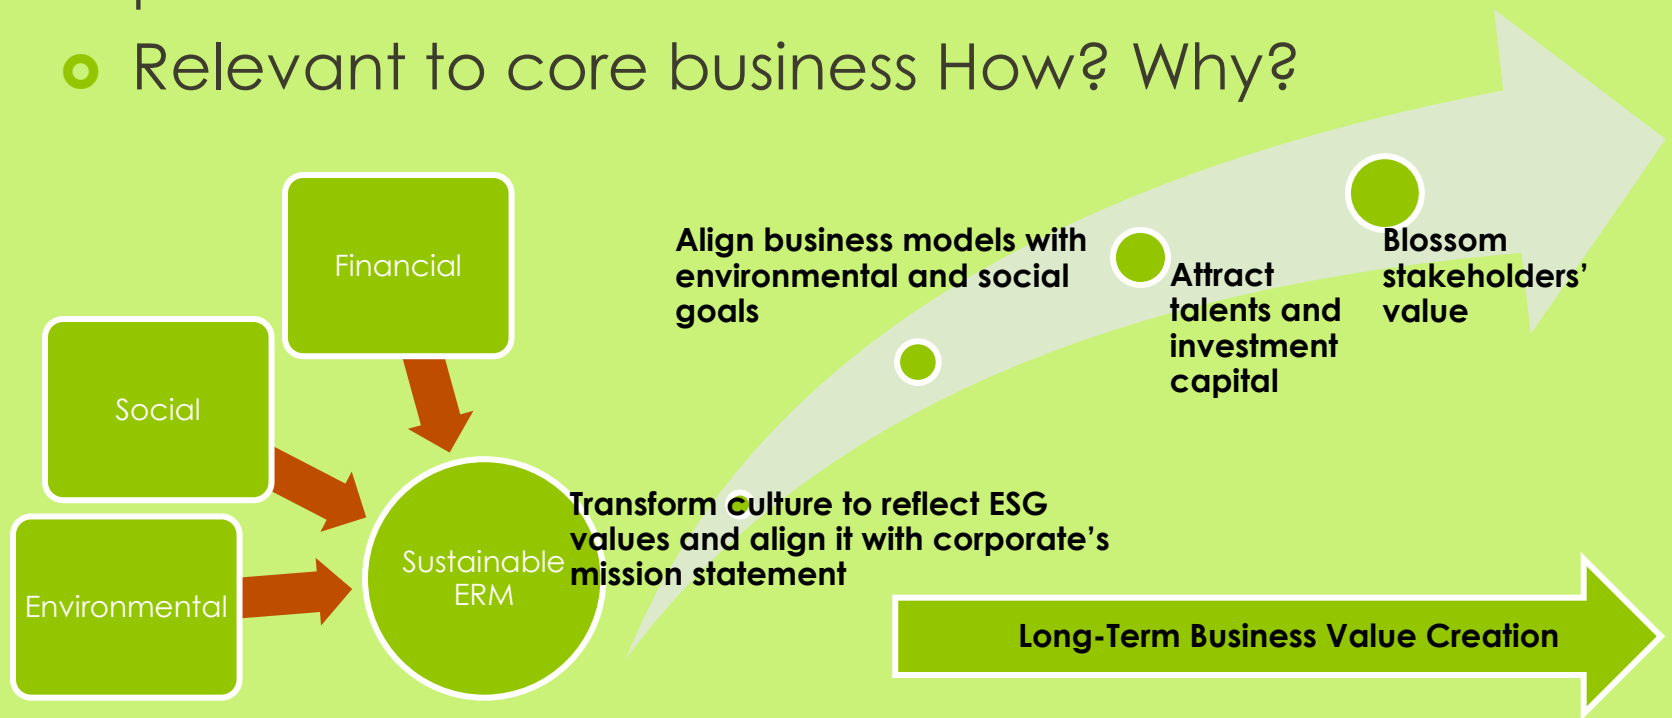 Relevant to core business How? Why?
Financial
Social
Environmental
Sustainable
ERM
Transform culture to reflect ESG
values and align it with corporate’s
mission statement
Align business models with
environmental and social
goals
Attract
talents and
investment
capital
Blossom
stakeholders’
value
Long-Term Business Value Creation